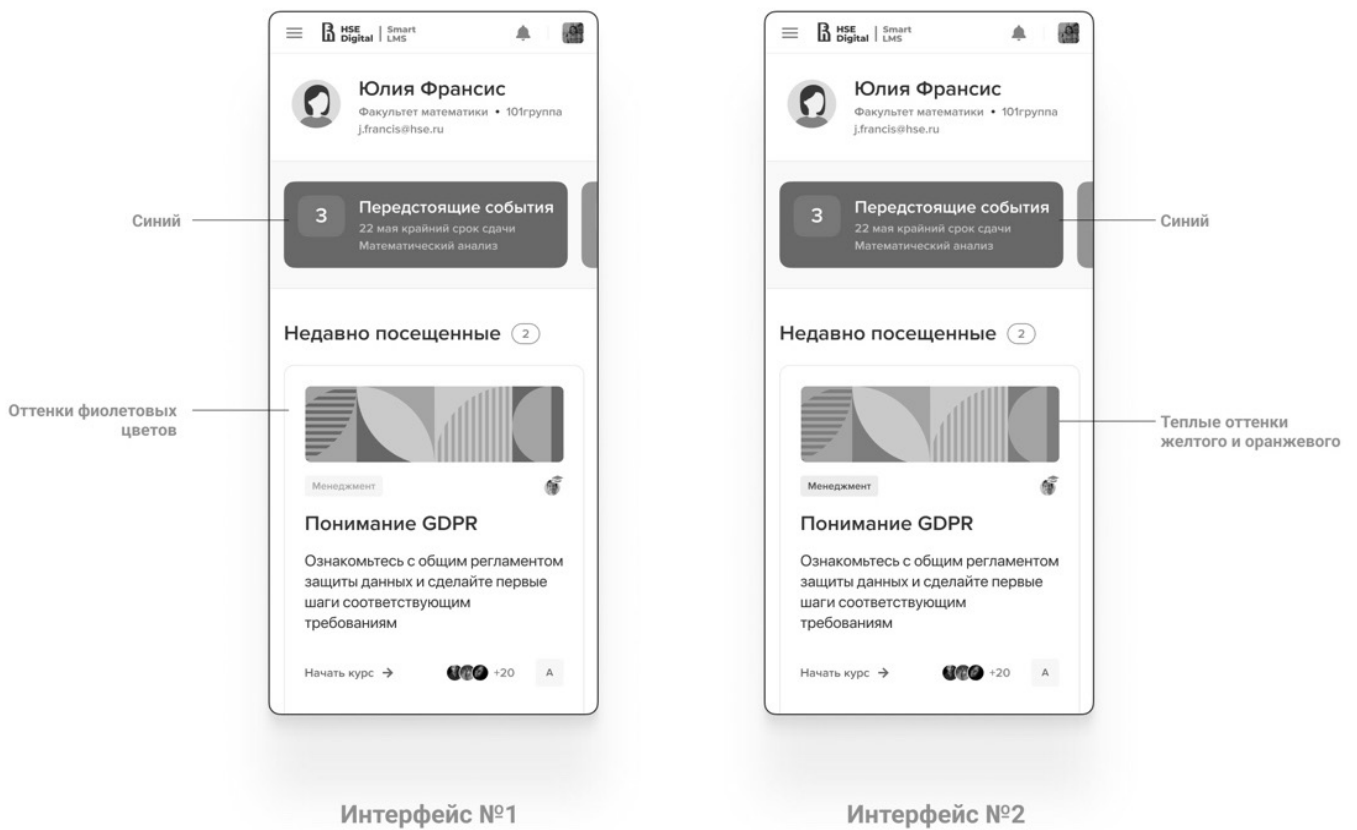 HSE
Digital
Smart
LMS
Юлия Франсис
Факультет математики • 101группа
j.francis@hse.ru
3
Передстоящие события
22 мая крайний срок сдачи
Математический анализ
Синий
Недавно посещенные 2
Оттенки фиолетовых
цветов
Менеджмент
Понимание GDPR
Ознакомьтесь с общим регламентом
защиты данных и сделайте первые
шаги соответствующим
требованиям
Начать курс → +20 A
Интерфейс №1
HSE
Digital
Smart
LMS
Юлия Франсис
Факультет математики • 101группа
j.francis@hse.ru
3
Передстоящие события
22 мая крайний срок сдачи
Математический анализ
Синий
Недавно посещенные 2
Теплые оттенки
желтого и оранжевого
Менеджмент
Понимание GDPR
Ознакомьтесь с общим регламентом
защиты данных и сделайте первые
шаги соответствующим
требованиям
Начать курс → +20 A
Интерфейс №2